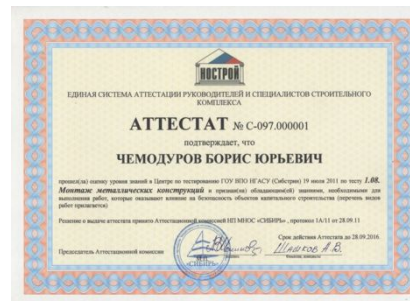 НОСТРОЙ
ЕДИНАЯ СИСТЕМА АТТЕСТАЦИИ РУКОВОДИТЕЛЕЙ И СПЕЦИАЛИСТОВ СТРОИТЕЛЬНОГО
КОМПЛЕКСА
АТТЕСТАТ № С-097.000001
подтверждает, что
ЧЕМОДУРОВ БОРИС ЮРЬЕВИЧ
прошел(ла) оценку уровня знаний в Центре по тестированию ГОУ ВПО НГАСУ (Сибстрин) 19 июля 2011 по тесту 1.08.
Монтаж металлических конструкций и признан(на) обладающим(ей) знаниями, необходимыми для
выполнения работ, которые оказывают влияние на безопасность объектов капитального строительства (перечень видов
работ прилагается)
Решение о выдаче аттестата принято Аттестационной комиссией НП МНОС «СИБИРЬ», протокол 1А/11 от 28.09.11
Срок действия Аттестата до 28.09.2016
Председатель Аттестационной комиссии
Шашков А.В.
«СИБИРЬ»